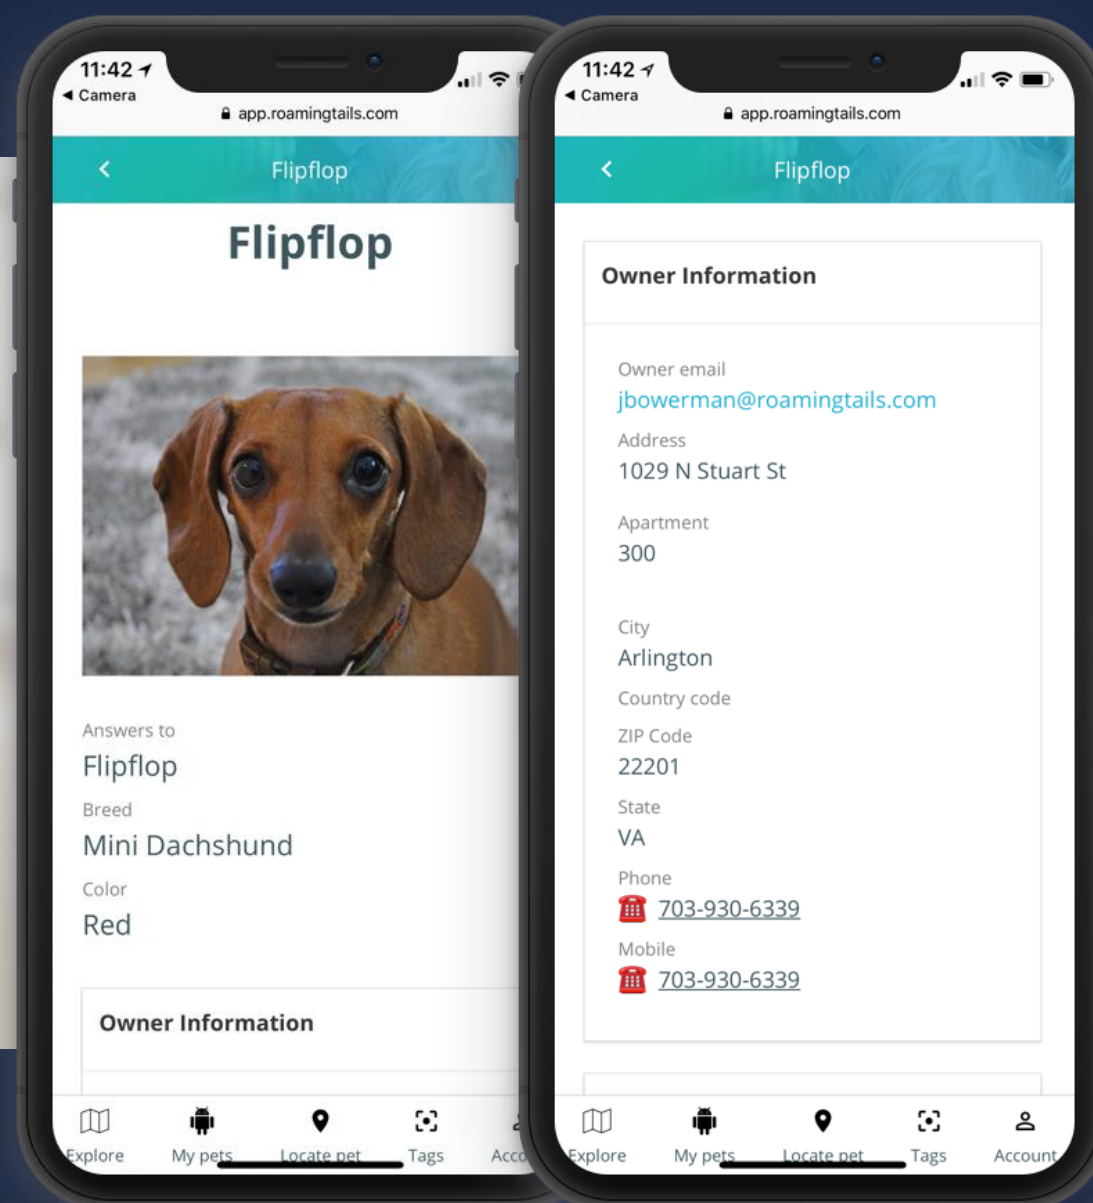 11:42
◀ Camera
app.roamingtails.com
Flipflop
Flipflop
Answers to
Flipflop
Breed
Mini Dachshund
Color
Red
Owner Information
Explore
My pets
Locate pet
Tags
11:42
◀ Camera
app.roamingtails.com
Flipflop
Owner Information
Owner email
jbowerman@roamingtails.com
Address
1029 N Stuart St
Apartment
300
City
Arlington
Country code
ZIP Code
22201
State
VA
Phone
703-930-6339
Mobile
703-930-6339
Explore
My pets
Locate pet
Tags
Account